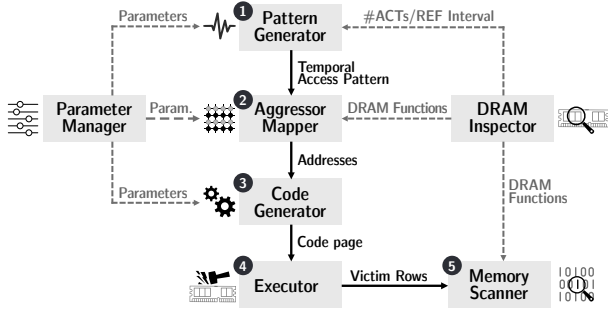 Parameters
1
Pattern
Generator
#ACTs/REF Interval
Temporal
Access Pattern
Parameter
Manager
Param.
2
Aggressor
Mapper
DRAM Functions
DRAM
Inspector
Addresses
Parameters
3
Code
Generator
DRAM
Functions
Code page
4
Executor
Victim Rows
5
Memory
Scanner
10100